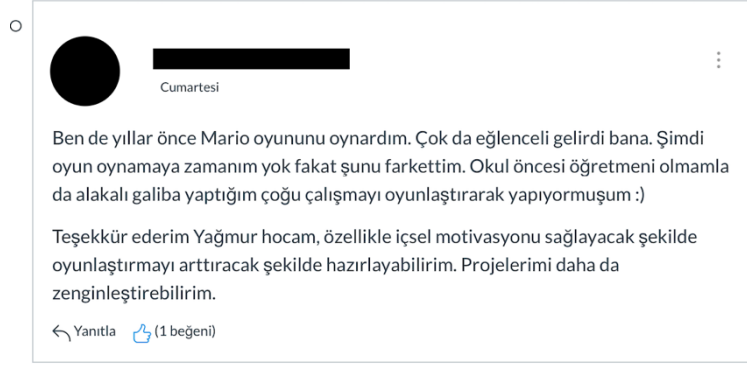 Cumartesi
Ben de yıllar önce Mario oyununu oynardım. Çok da eğlenceli gelirdi bana. Şimdi
oyun oynamaya zamanım yok fakat şunu farkettim. Okul öncesi öğretmeni olmamla
da alakalı galiba yaptığım çoğu çalışmayı oyunlaştırarak yapıyormuşum :)
Teşekkür ederim Yağmur hocam, özellikle içsel motivasyonu sağlayacak şekilde
oyunlaştırmayı arttıracak şekilde hazırlayabilirim. Projelerimi daha da
zenginleştirebilirim.
Yanıtla (1 beğeni)